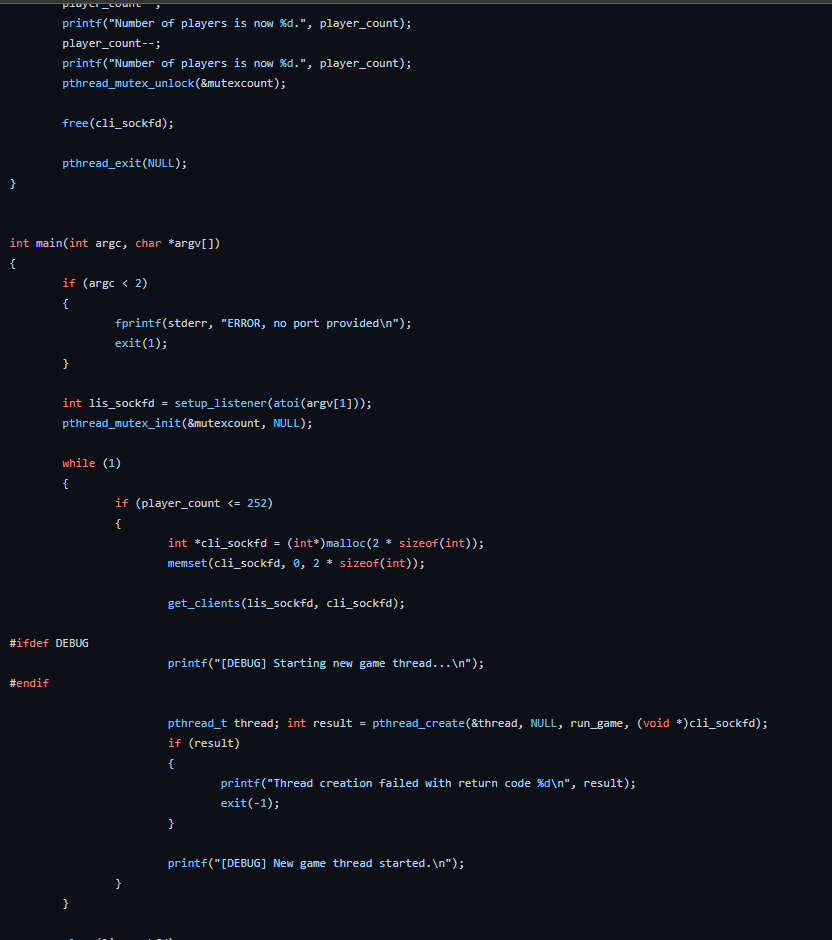 printf("Number of players is now %d.", player_count);
player_count--;
printf("Number of players is now %d.", player_count);
pthread_mutex_unlock(&mutexcount);
free(cli_sockfd);
pthread_exit(NULL);
}
int main(int argc, char *argv[])
{
if (argc < 2)
{
fprintf(stderr, "ERROR, no port provided\n");
exit(1);
}
int lis_sockfd = setup_listener(atoi(argv[1]));
pthread_mutex_init(&mutexcount, NULL);
while (1)
{
if (player_count <= 252)
{
int *cli_sockfd = (int*)malloc(2 * sizeof(int));
memset(cli_sockfd, 0, 2 * sizeof(int));
get_clients(lis_sockfd, cli_sockfd);
#ifdef DEBUG
printf("[DEBUG] Starting new game thread...\n");
#endif
pthread_t thread; int result = pthread_create(&thread, NULL, run_game, (void *)cli_sockfd);
if (result)
{
printf("Thread creation failed with return code %d\n", result);
exit(-1);
}
printf("[DEBUG] New game thread started.\n");
}
}